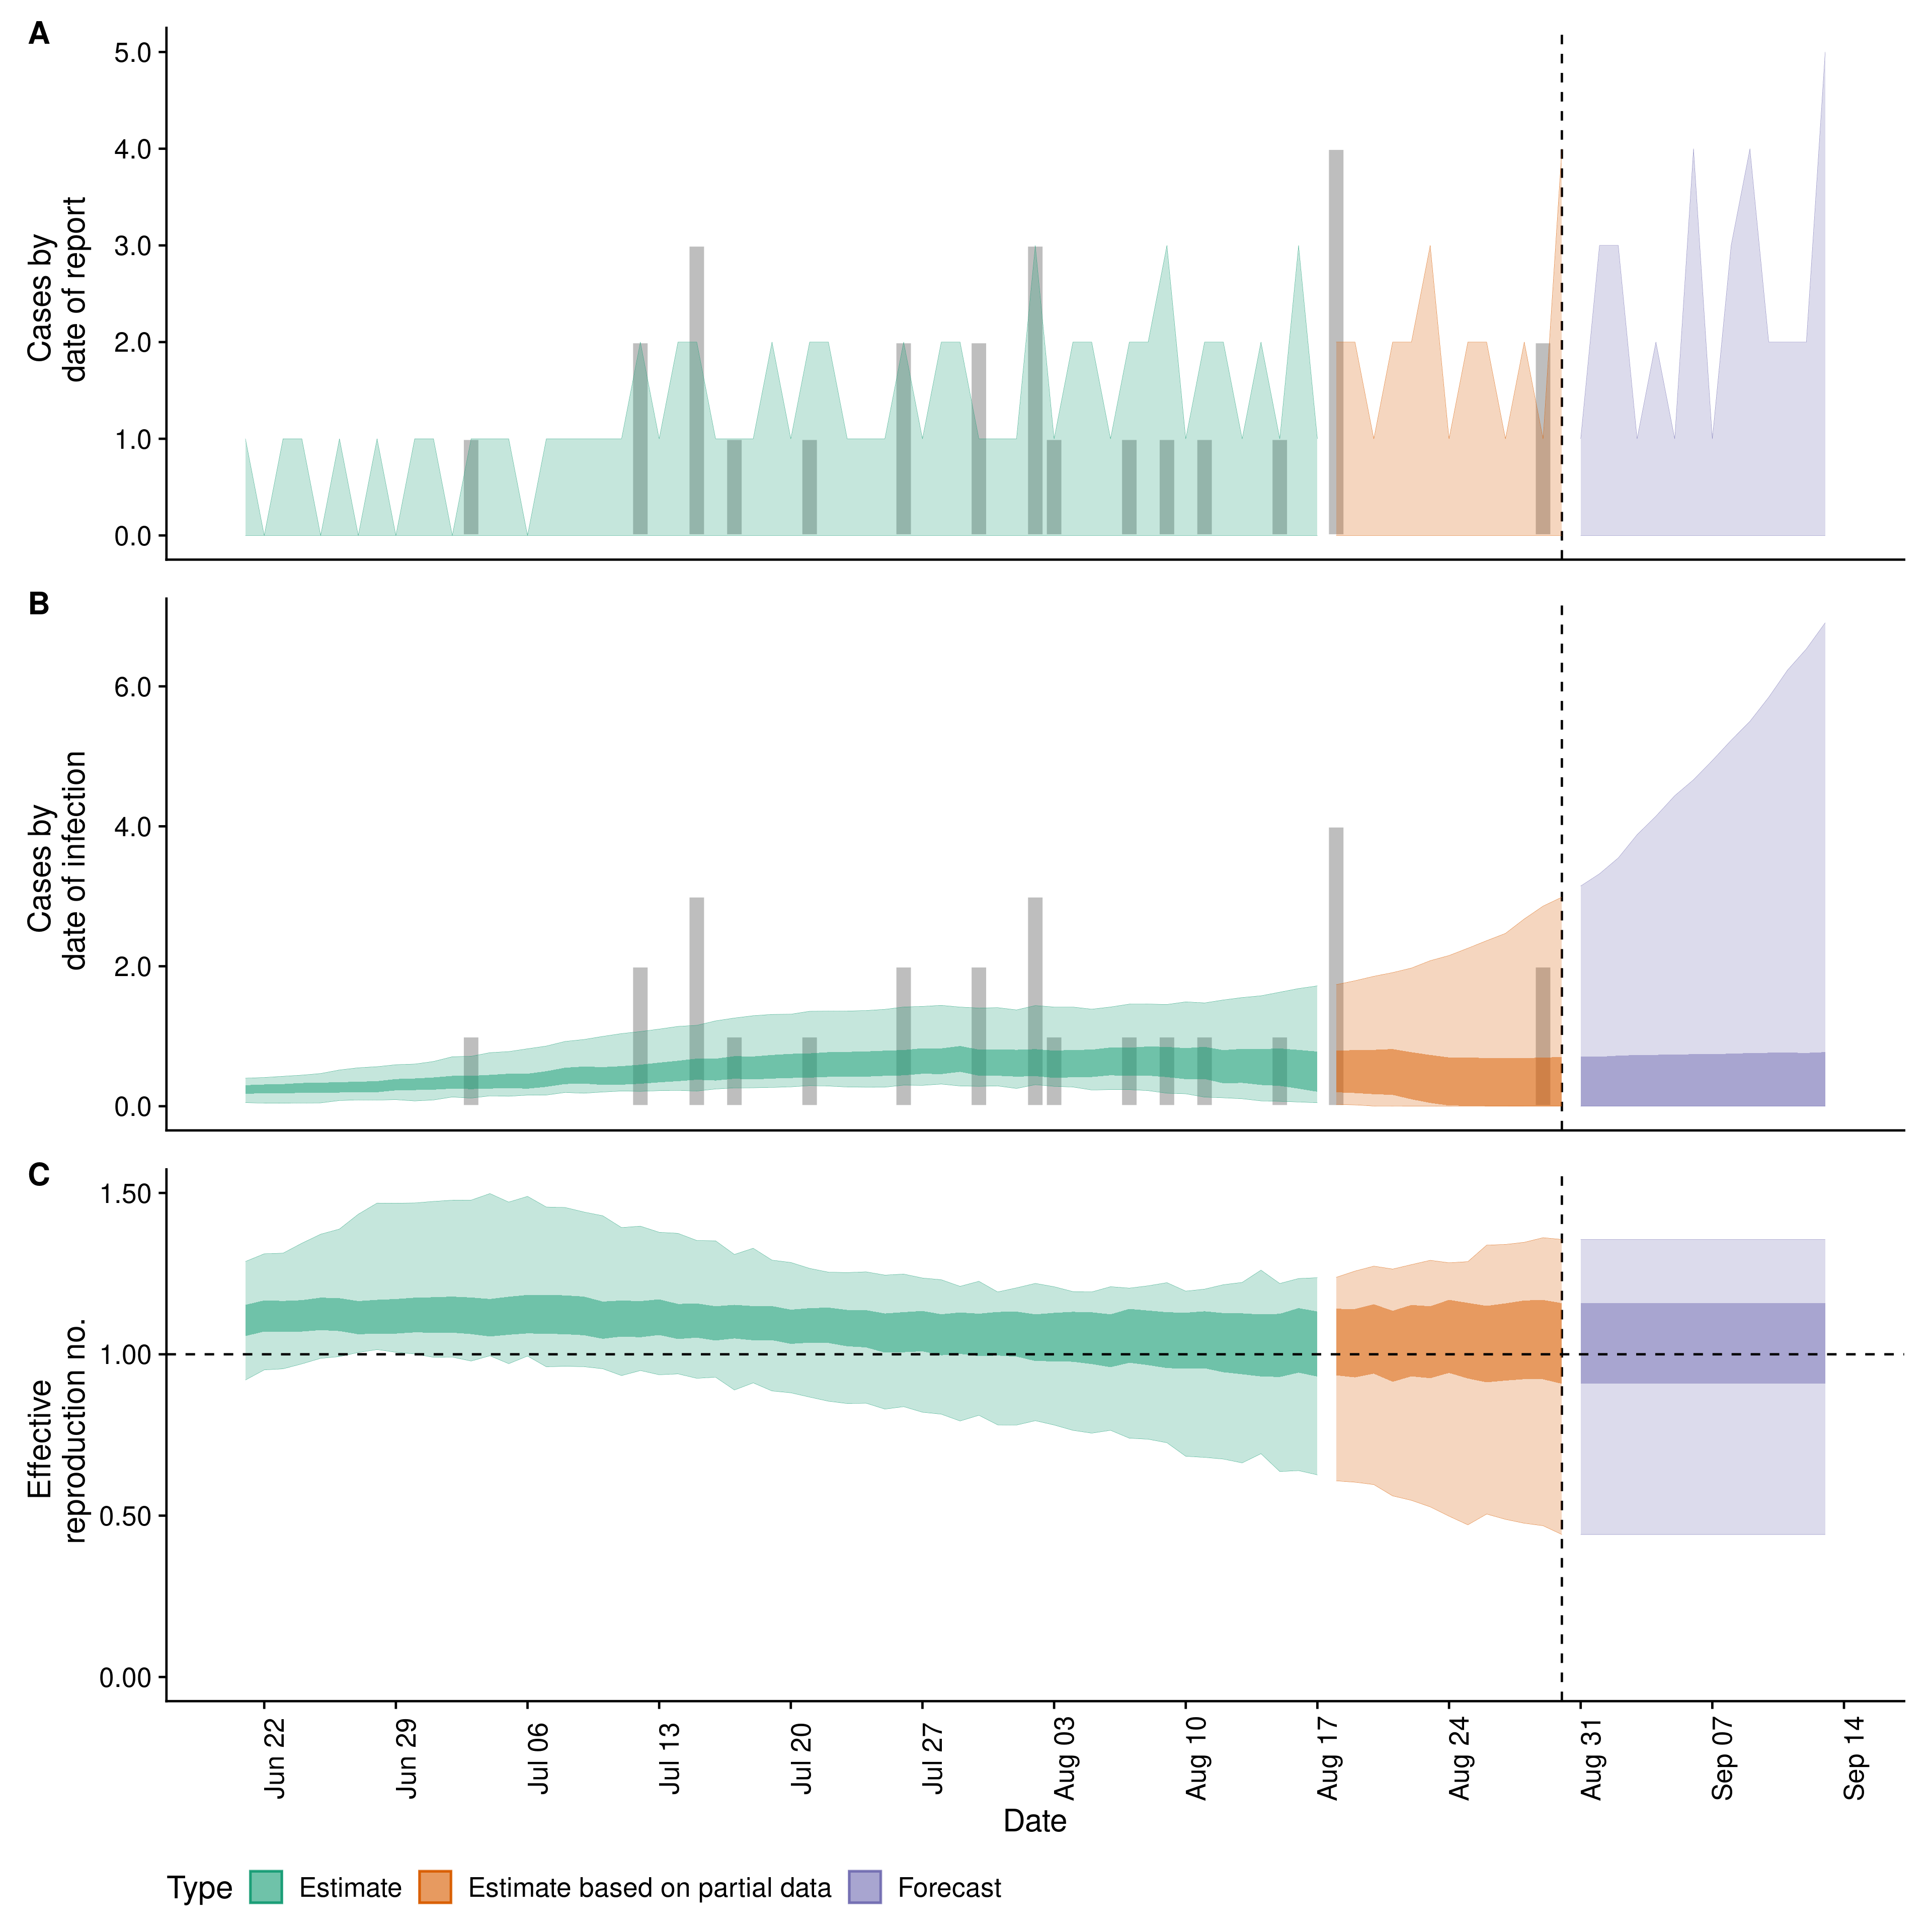 A
Cases by
date of report
5.0
4.0
3.0
2.0
1.0
0.0
B
Cases by
date of infection
6.0
4.0
2.0
0.0
C
Effective
reproduction no.
1.50
1.00
0.50
0.00
Jun 22
Jun 29
Jul 06
Jul 13
Jul 20
Jul 27
Aug 03
Aug 10
Aug 17
Aug 24
Aug 31
Sep 07
Sep 14
Date
Type Estimate Estimate based on partial data Forecast